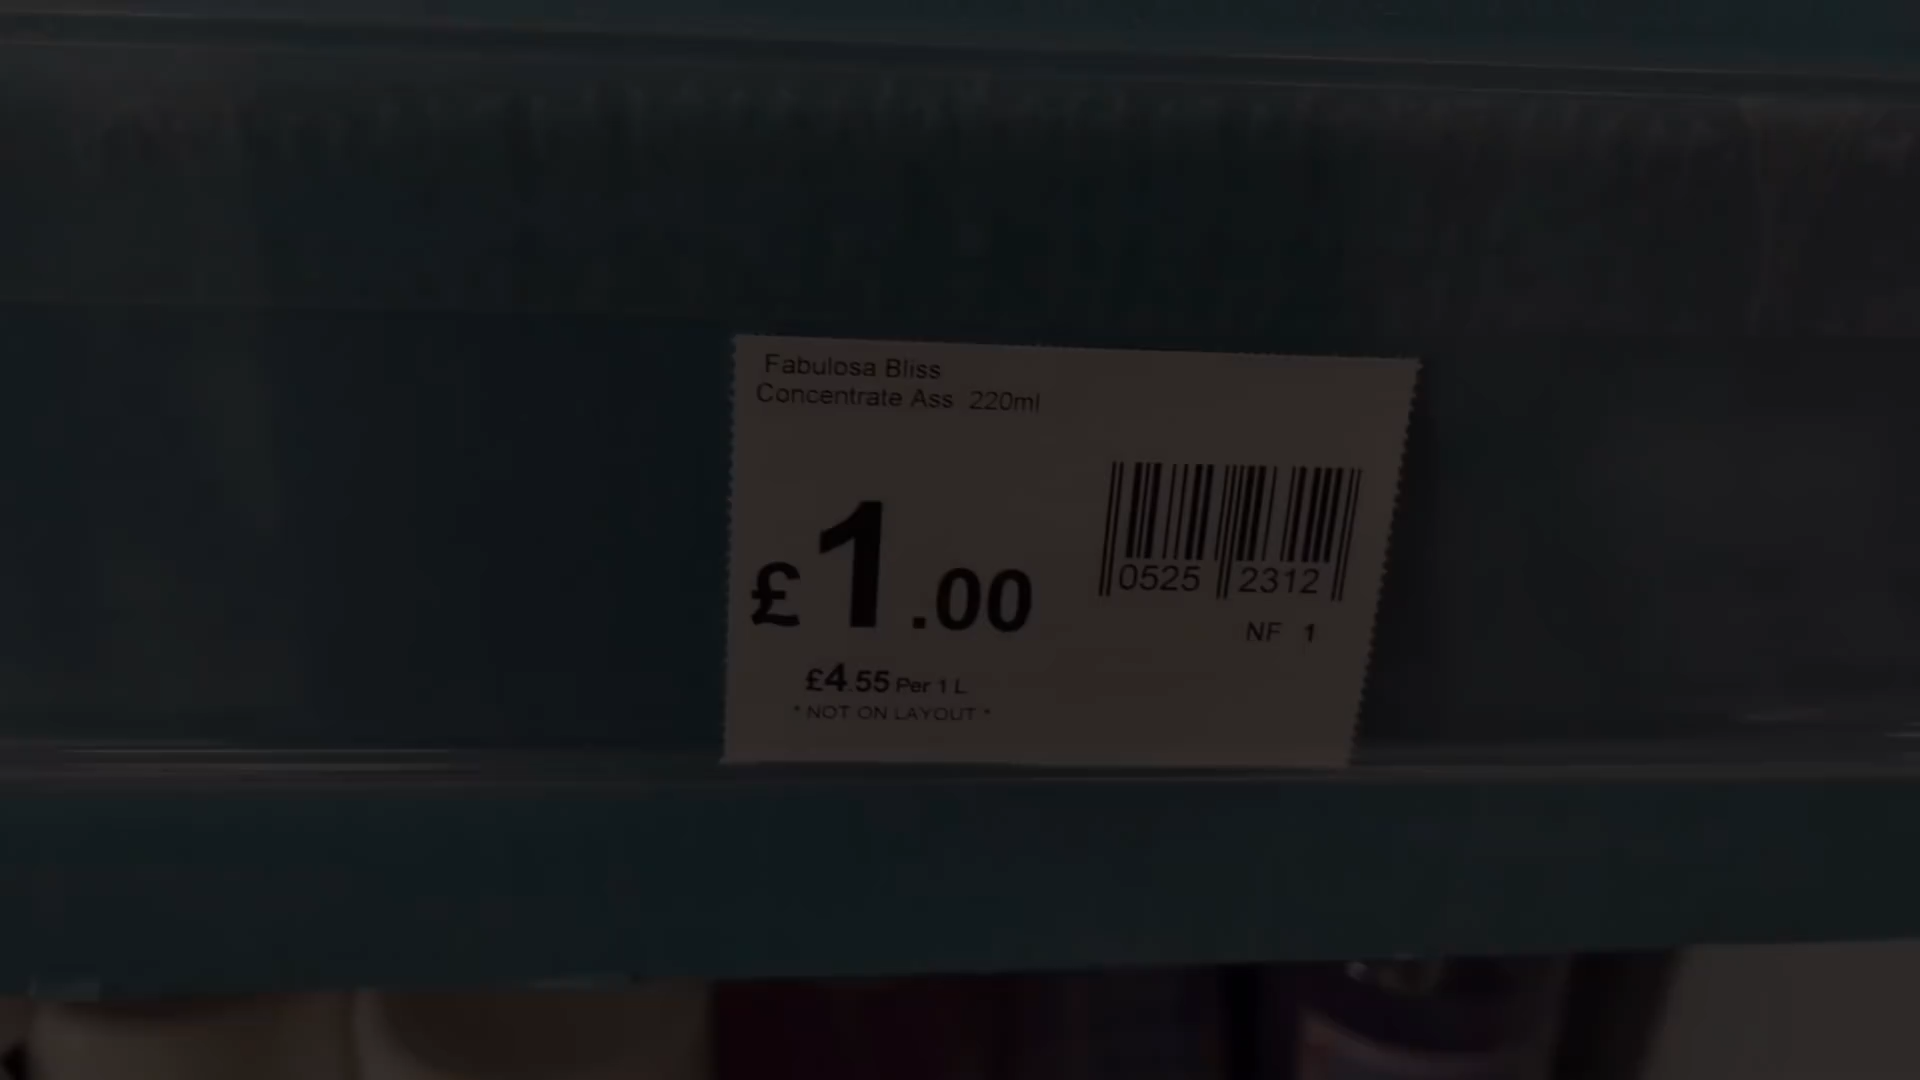 Fabulosa Bliss
Concentrate Ass 220ml
£1.00
0525 2312
NF 1
£4.55 Per 1 L
* NOT ON LAYOUT *